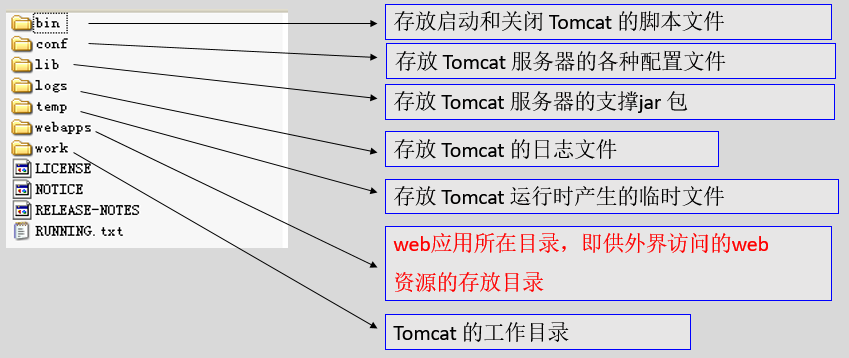 bin
conf
lib
logs
temp
webapps
work
LICENSE
NOTICE
RELEASE-NOTES
RUNNING.txt
存放启动和关闭 Tomcat 的脚本文件
存放 Tomcat 服务器的各种配置文件
存放 Tomcat 服务器的支撑jar 包
存放 Tomcat 的日志文件
存放 Tomcat 运行时产生的临时文件
web应用所在目录，即供外界访问的web
资源的存放目录
Tomcat 的工作目录